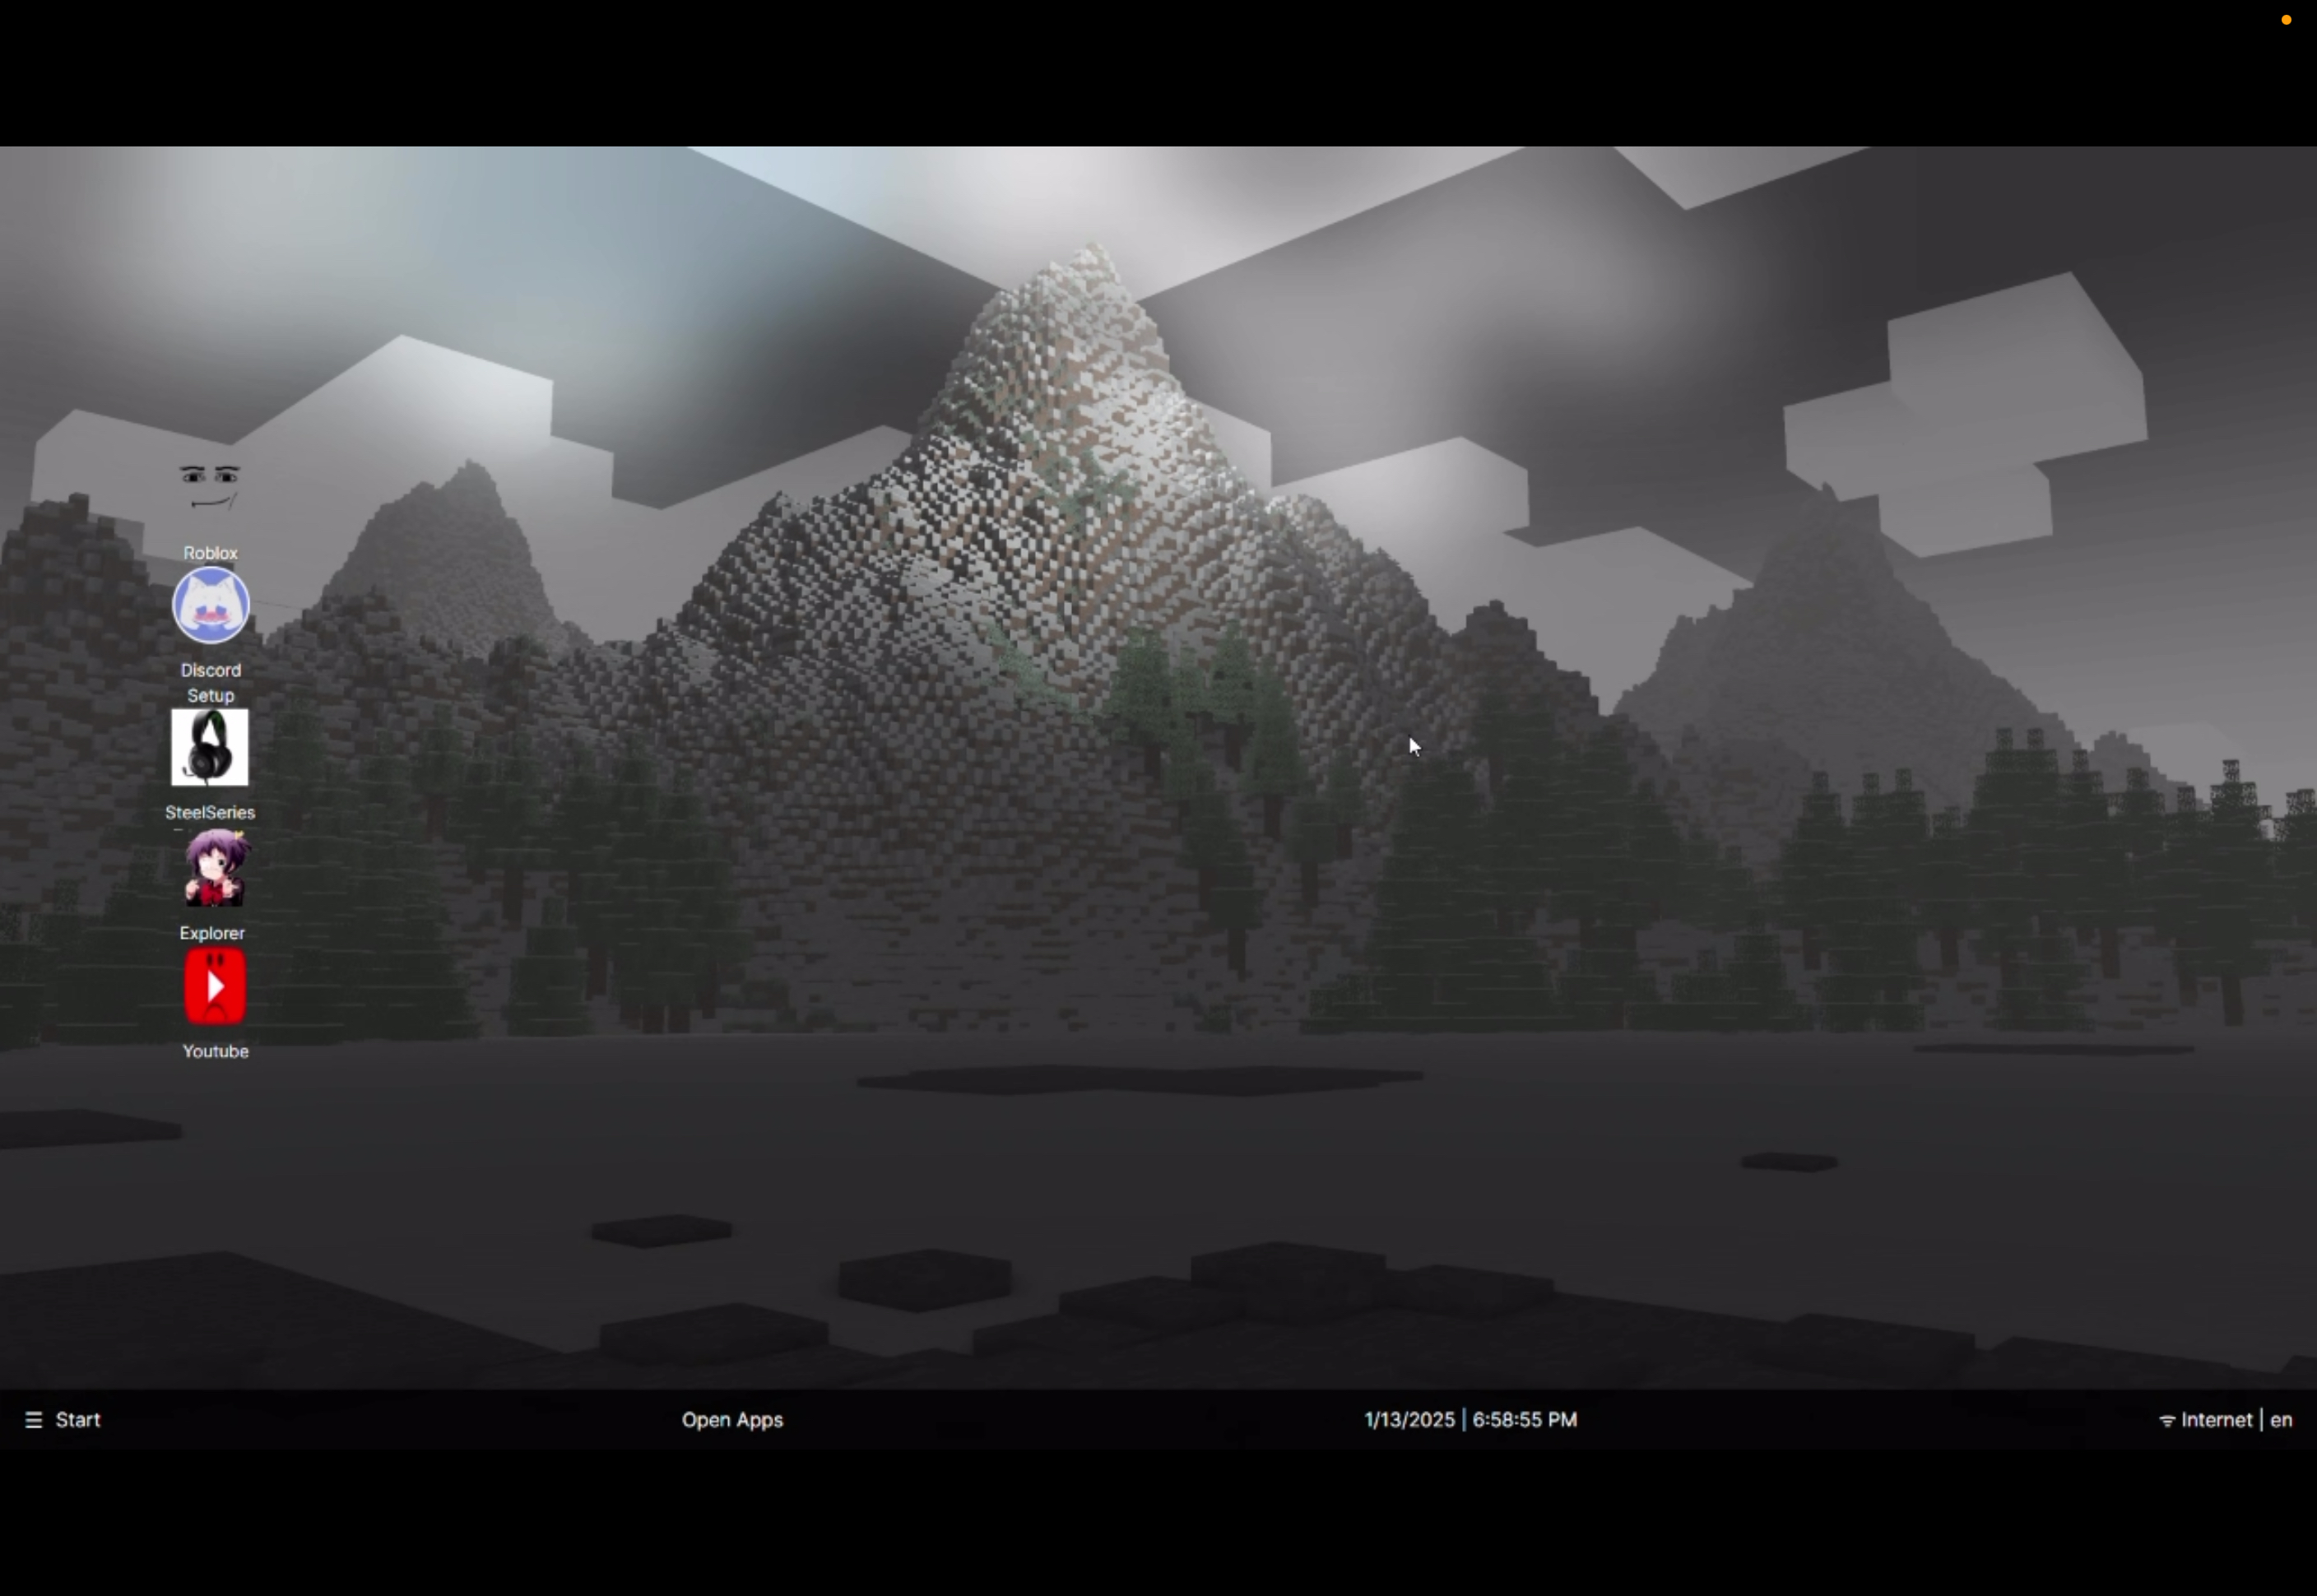 Roblox
Discord
Setup
SteelSeries
Explorer
Youtube
Start
Open Apps
1/13/2025 | 6:58:55 PM
Internet | en